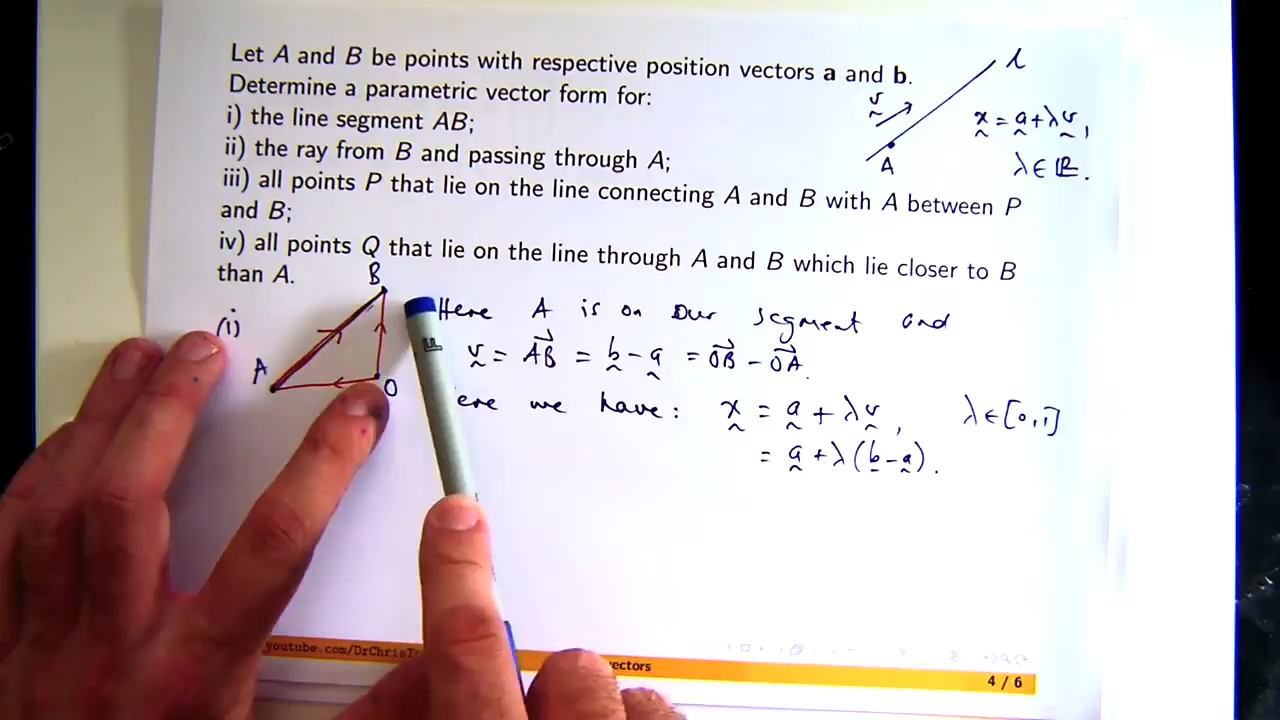 Let A and B be points with respective position vectors a and b.
Determine a parametric vector form for:
i) the line segment AB;
ii) the ray from B and passing through A;
iii) all points P that lie on the line connecting A and B with A between P
and B;
iv) all points Q that lie on the line through A and B which lie closer to B
than A.
l
v
A
x = a + λv,
λ ∈ ℝ.
(i)
A
B
O
Here A is on our segment and
v = AB⃗ = b - a = OB⃗ - OA⃗.
we have: x = a + λv, λ ∈ [0,1]
= a + λ(b - a).
youtube.com/DrChrisT
4 / 6